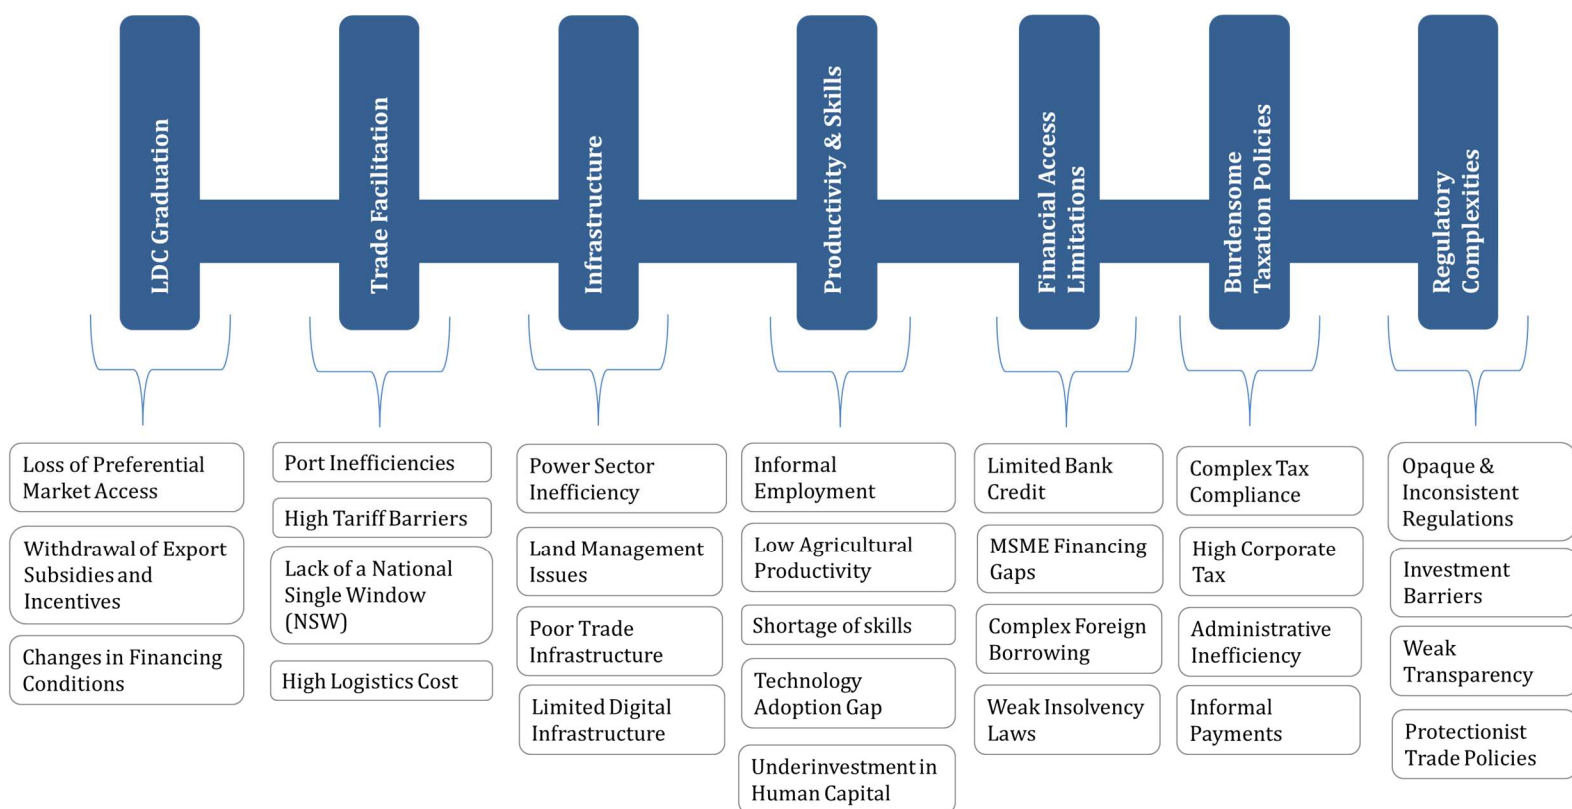 LDC Graduation
Trade Facilitation
Infrastructure
Productivity & Skills
Financial Access
Limitations
Burdensome
Taxation Policies
Regulatory
Complexities
Loss of Preferential
Market Access
Withdrawal of Export
Subsidies and
Incentives
Changes in Financing
Conditions
Port Inefficiencies
High Tariff Barriers
Lack of a National
Single Window
(NSW)
High Logistics Cost
Power Sector
Inefficiency
Land Management
Issues
Poor Trade
Infrastructure
Limited Digital
Infrastructure
Informal
Employment
Low Agricultural
Productivity
Shortage of skills
Technology
Adoption Gap
Underinvestment in
Human Capital
Limited Bank
Credit
MSME Financing
Gaps
Complex Foreign
Borrowing
Weak Insolvency
Laws
Complex Tax
Compliance
High Corporate
Tax
Administrative
Inefficiency
Informal
Payments
Opaque &
Inconsistent
Regulations
Investment
Barriers
Weak
Transparency
Protectionist
Trade Policies